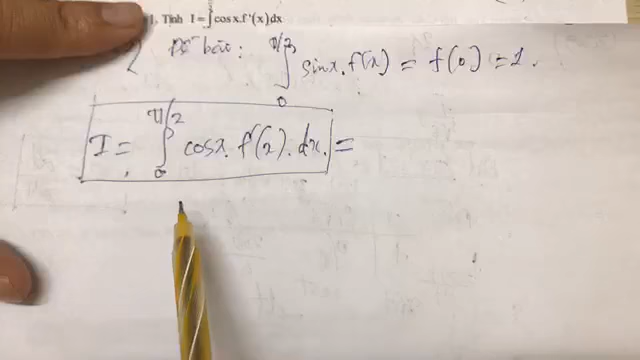 1. Tính I = ∫ cos x.f '(x)dx
Đề bài: ∫₀^π/2 sinx.f(x) = f(0) = 1.
I = ∫₀^π/2 cosx.f'(x).dx. =